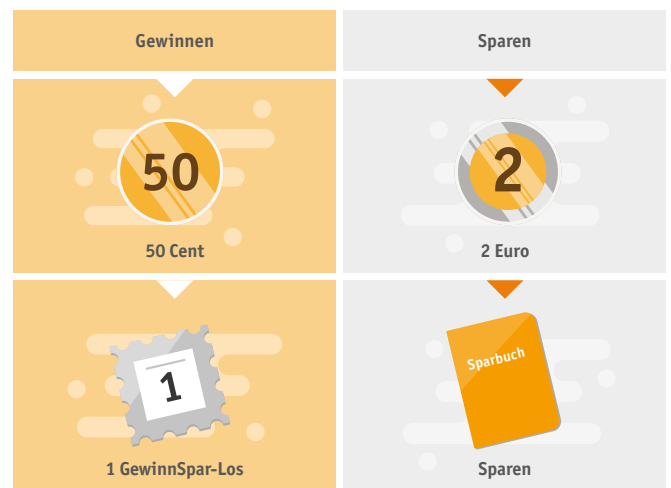 Gewinnen
Sparen
50
2
50 Cent
2 Euro
1
Sparbuch
1 GewinnSpar-Los
Sparen